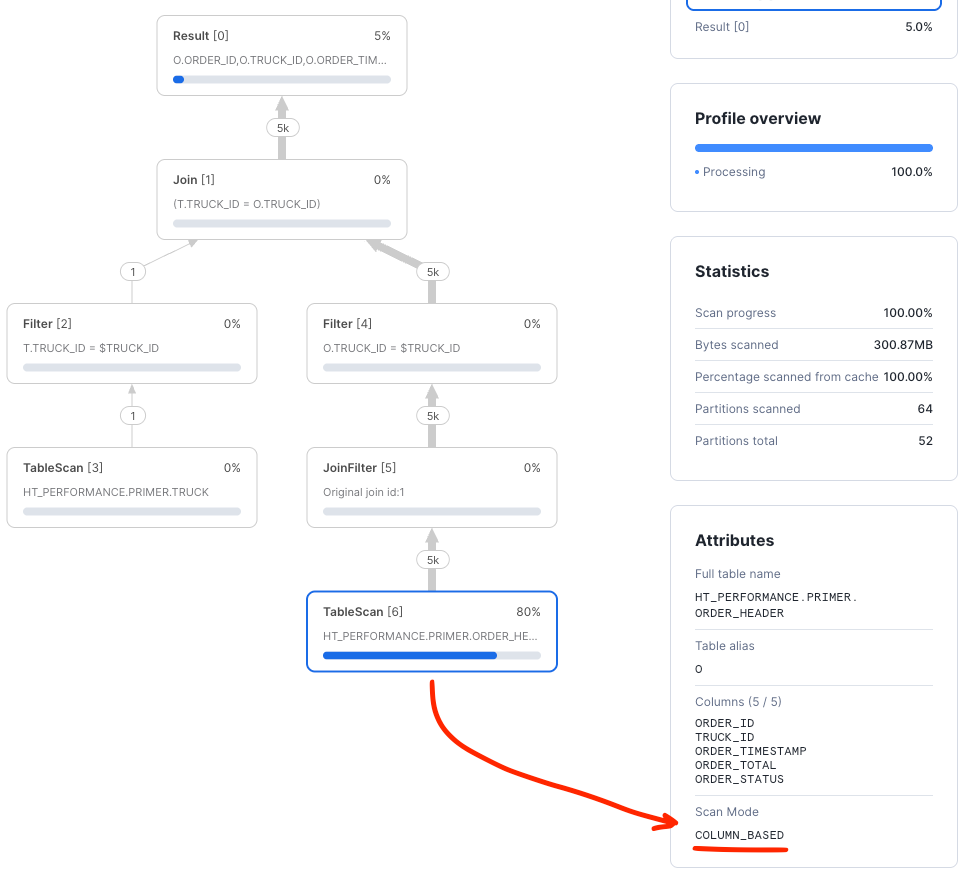 Result [0] 5%
O.ORDER_ID,O.TRUCK_ID,O.ORDER_TIM...
5k
Join [1] 0%
(T.TRUCK_ID = O.TRUCK_ID)
1
5k
Filter [2] 0%
T.TRUCK_ID = $TRUCK_ID
Filter [4] 0%
O.TRUCK_ID = $TRUCK_ID
1
5k
TableScan [3] 0%
HT_PERFORMANCE.PRIMER.TRUCK
JoinFilter [5] 0%
Original join id:1
5k
TableScan [6] 80%
HT_PERFORMANCE.PRIMER.ORDER_HE...
Result [0] 5.0%
Profile overview
Processing 100.0%
Statistics
Scan progress 100.00%
Bytes scanned 300.87MB
Percentage scanned from cache 100.00%
Partitions scanned 64
Partitions total 52
Attributes
Full table name
HT_PERFORMANCE.PRIMER.
ORDER_HEADER
Table alias
O
Columns (5 / 5)
ORDER_ID
TRUCK_ID
ORDER_TIMESTAMP
ORDER_TOTAL
ORDER_STATUS
Scan Mode
COLUMN_BASED